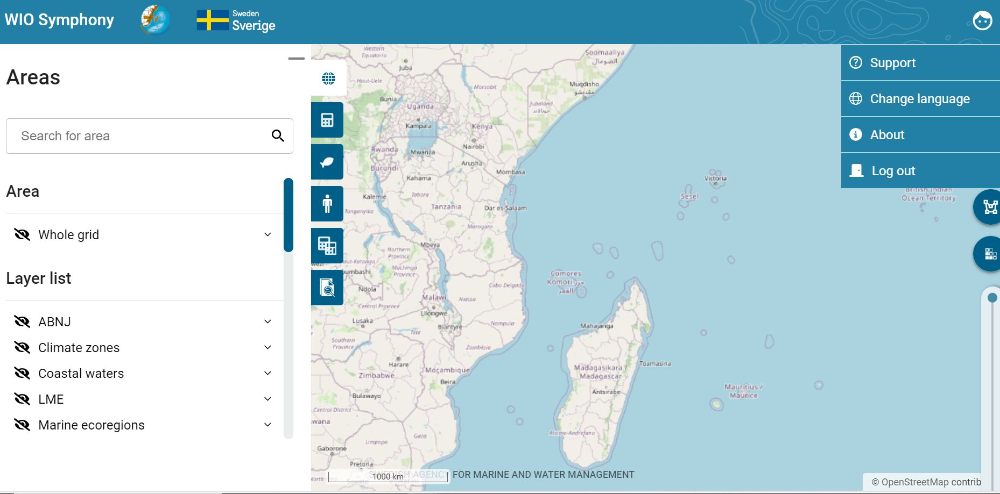 WIO Symphony
Sweden
Sverige
Support
Change language
About
Log out
Areas
Search for area
Area
Whole grid
Layer list
ABNJ
Climate zones
Coastal waters
LME
Marine ecoregions
Western
Equatoria
Juba
Soomaaliya
الصومال
Haut-Uele
Marsabit
Muqdisho
مقديشو
Bunia
Uganda
Jubaland
جوبالاند
Kampala
Kenya
Rwanda
Mwanza
Nairobi
Burundi
Arusha
Kahama
Mombasa
Victoria
Kalemie
Tabora
Sesel
British Indian
Ocean Territory
Tanganyika
Tanzania
Dar es Salaam
Morogoro
Mbeya
Northern
Province
aut-Katanga
Muchinga
Province
umbashi
Comores
Komori جزر
القمر
Ndola
Cabo Delgado
Malawi
Niassa
Central Province
Lilongwe
Lusaka
Blantyre
Nampula
Mahajanga
Tete
Southern
Province
Zambézia
Harare
Toamasina
Zimbabwe
Moçambique
Madagasikara /
Madagascar
Beira
Mauritius /
Maurice
Bulawayo
Antsirabe
Central District
wana
Gaza
Atsimo-Andrefana
Limpopo
Gaborone
Pretoria
SWEDISH AGENCY FOR MARINE AND WATER MANAGEMENT
1000 km
© OpenStreetMap contrib